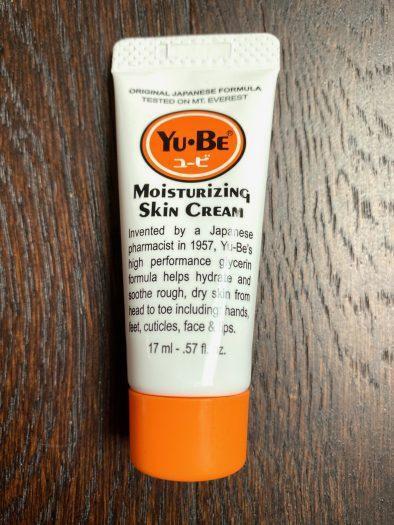 ORIGINAL JAPANESE FORMULA
TESTED ON MT. EVEREST
YU•BE®
ユービ
MOISTURIZING
SKIN CREAM
Invented by a Japanese
pharmacist in 1957, Yu-Be's
high performance glycerin
formula helps hydrate and
soothe rough, dry skin from
head to toe including: hands,
feet, cuticles, face & lips.
17 ml - .57 fl. oz.